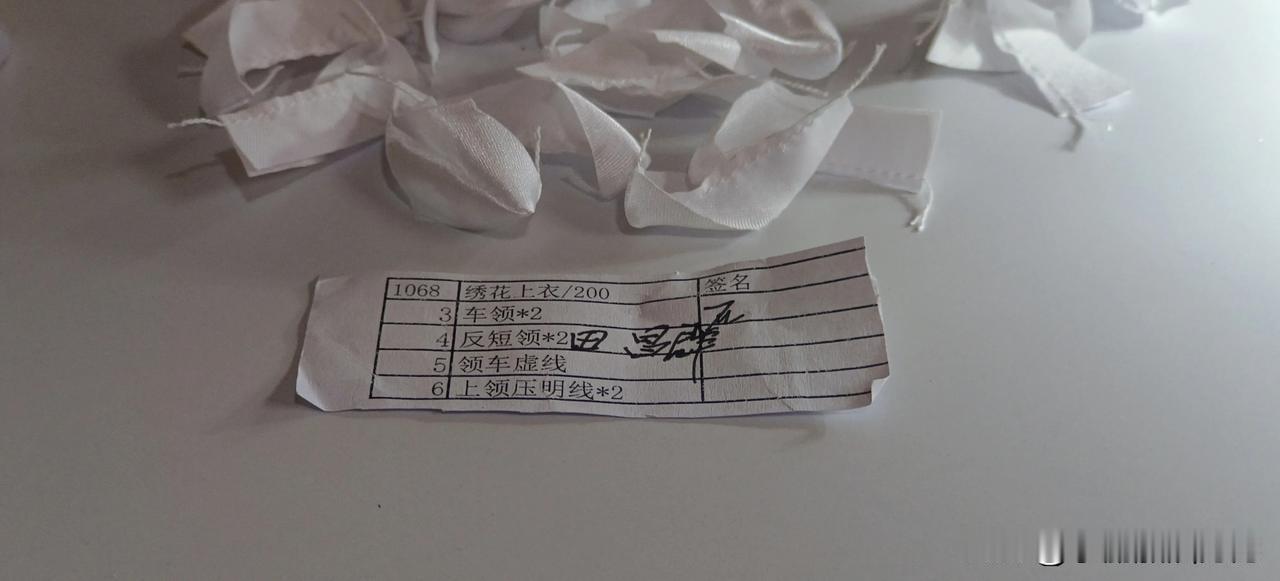 1068 绣花上衣/200 签名
3 车领*2
4 反短领*2
5 领车虚线
6 上领压明线*2